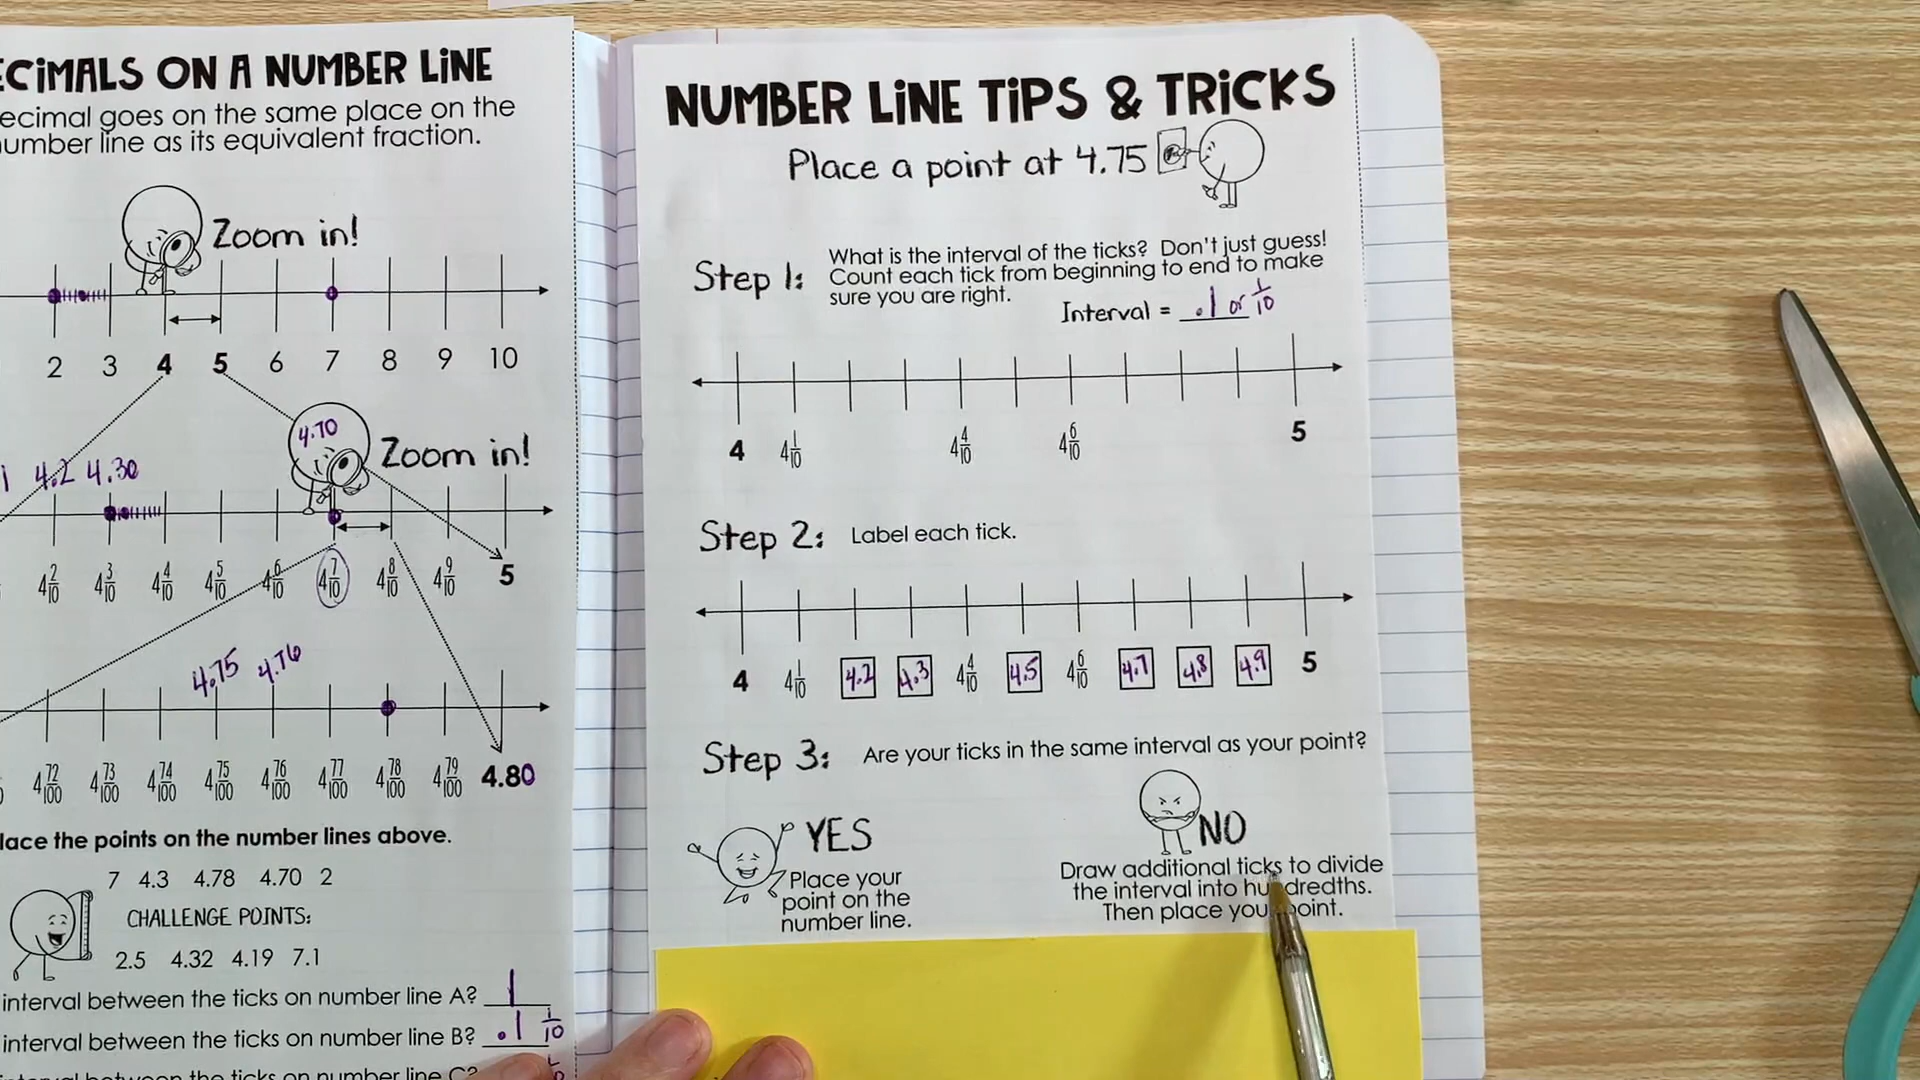 ECIMALS ON A NUMBER LINE
ecimal goes on the same place on the
umber line as its equivalent fraction.
Zoom in!
2 3 4 5 6 7 8 9 10
4.70
Zoom in!
4.2 4.30
4 2/10 4 3/10 4 4/10 4 5/10 4 6/10 4 7/10 4 8/10 4 9/10 5
4.75 4.76
4 72/100 4 73/100 4 74/100 4 75/100 4 76/100 4 77/100 4 78/100 4 79/100 4.80
lace the points on the number lines above.
7 4.3 4.78 4.70 2
CHALLENGE POINTS:
2.5 4.32 4.19 7.1
interval between the ticks on number line A? 1
interval between the ticks on number line B? .1 1/10
interval between the ticks on number line C?
NUMBER LINE TIPS & TRICKS
Place a point at 4.75
Step 1:
What is the interval of the ticks? Don't just guess!
Count each tick from beginning to end to make
sure you are right.
Interval = .1 or 1/10
4 4 1/10 4 4/10 4 6/10 5
Step 2: Label each tick.
4 4 1/10 4.2 4.3 4 4/10 4.5 4 6/10 4.7 4.8 4.9 5
Step 3: Are your ticks in the same interval as your point?
YES
Place your
point on the
number line.
NO
Draw additional ticks to divide
the interval into hundredths.
Then place your point.